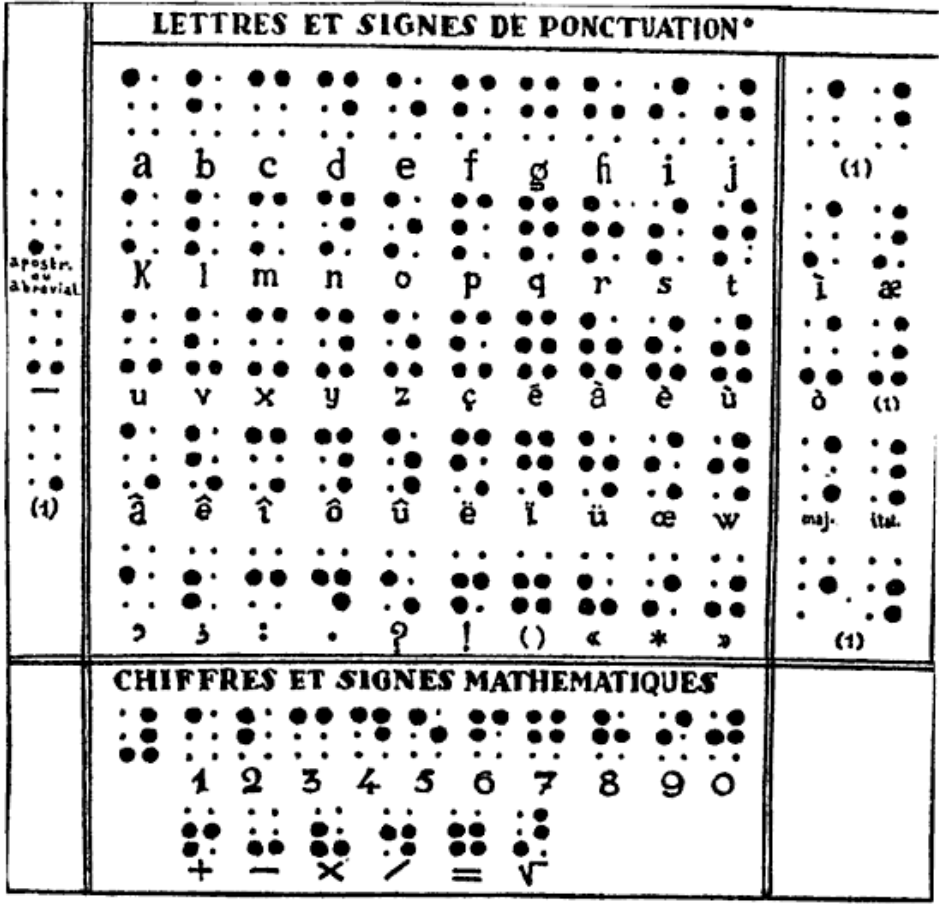 LETTRES ET SIGNES DE PONCTUATION*
a b c d e f g h i j (1)
apostr. ou abréviat. K l m n o p q r s t ì æ
— u v x y z ç é à è ù ò (1)
(1) â ê î ô û ë ï ü œ w maj. ital.
, ; : . ? ! () « * » (1)
CHIFFRES ET SIGNES MATHEMATIQUES
1 2 3 4 5 6 7 8 9 0
+ — × / = √